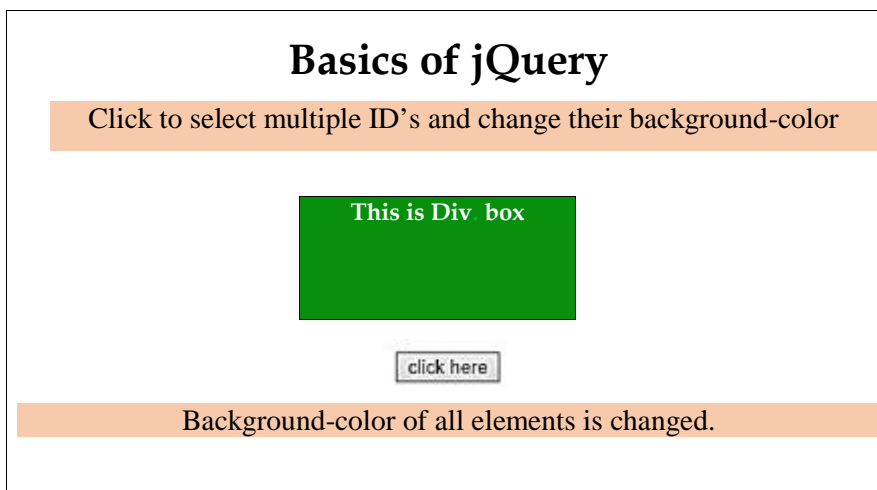 Basics of jQuery
Click to select multiple ID’s and change their background-color
This is Div. box
click here
Background-color of all elements is changed.